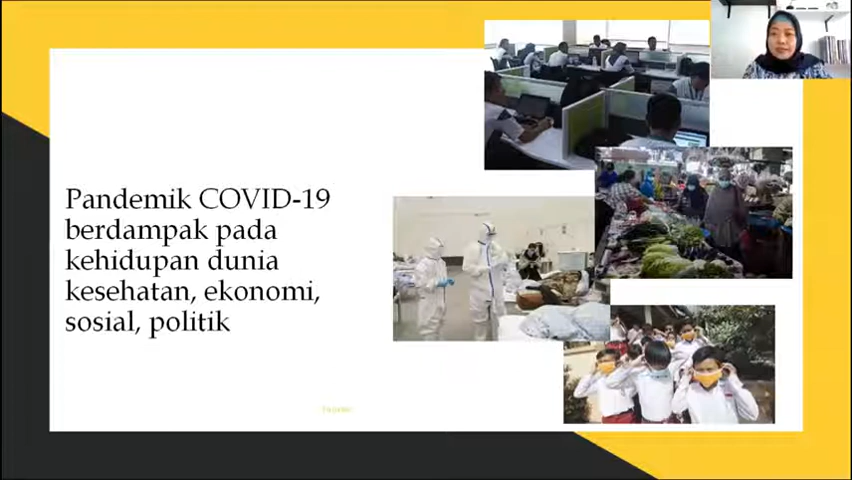 Pandemik COVID-19
berdampak pada
kehidupan dunia
kesehatan, ekonomi,
sosial, politik